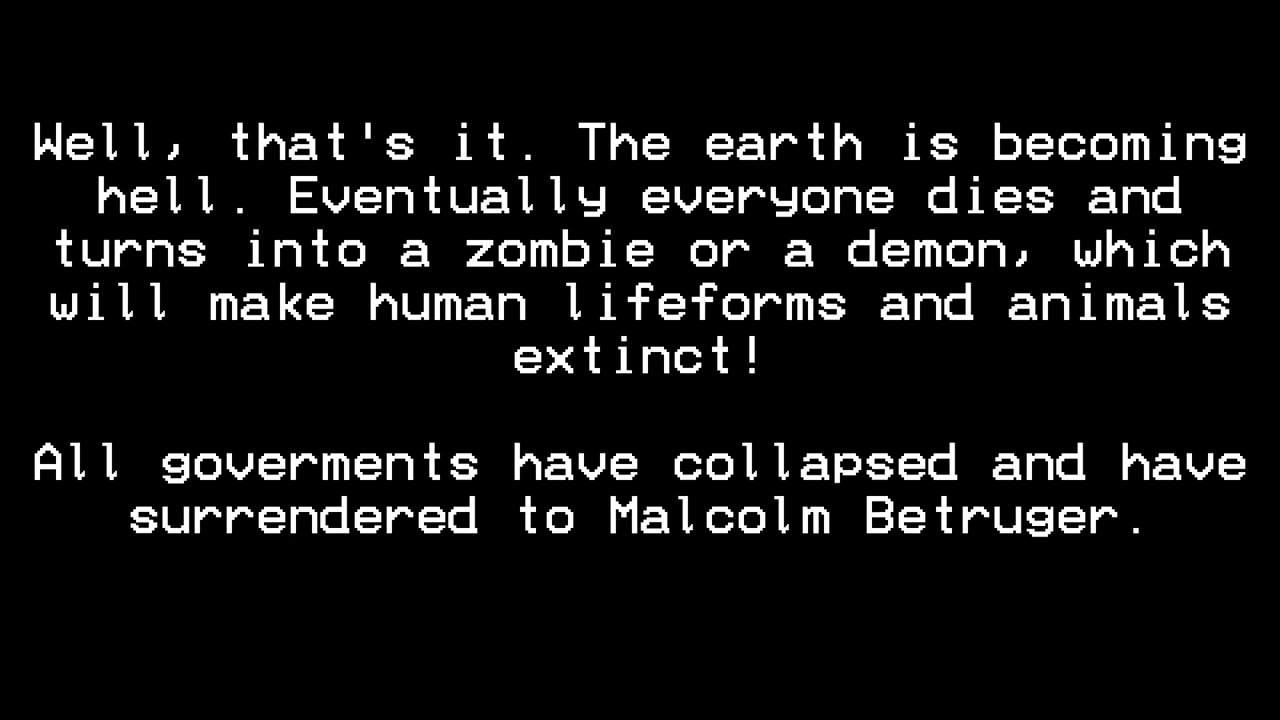 Well, that's it. The earth is becoming
hell. Eventually everyone dies and
turns into a zombie or a demon, which
will make human lifeforms and animals
extinct!
All goverments have collapsed and have
surrendered to Malcolm Betruger.